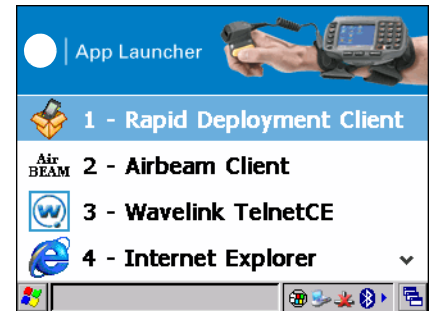 App Launcher
1 - Rapid Deployment Client
Air
BEAM
2 - Airbeam Client
3 - Wavelink TelnetCE
4 - Internet Explorer